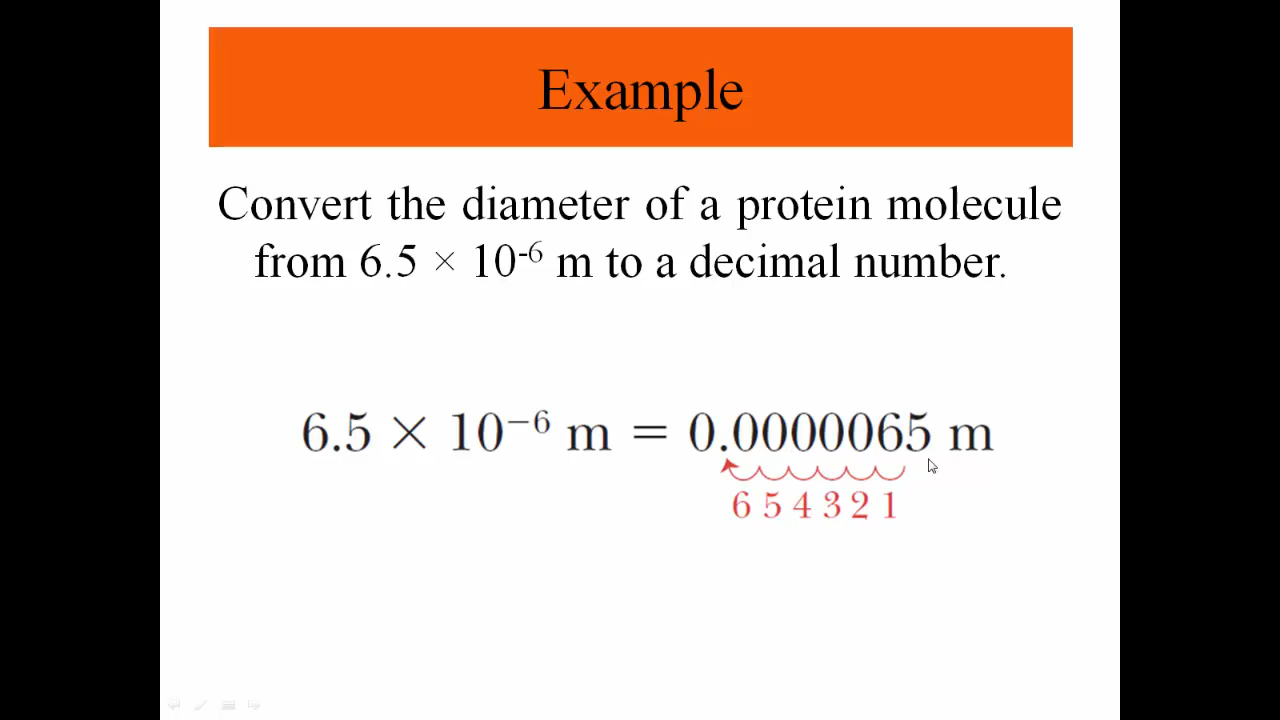 Example
Convert the diameter of a protein molecule
from 6.5 × 10⁻⁶ m to a decimal number.
6.5 × 10⁻⁶ m = 0.0000065 m
6 5 4 3 2 1